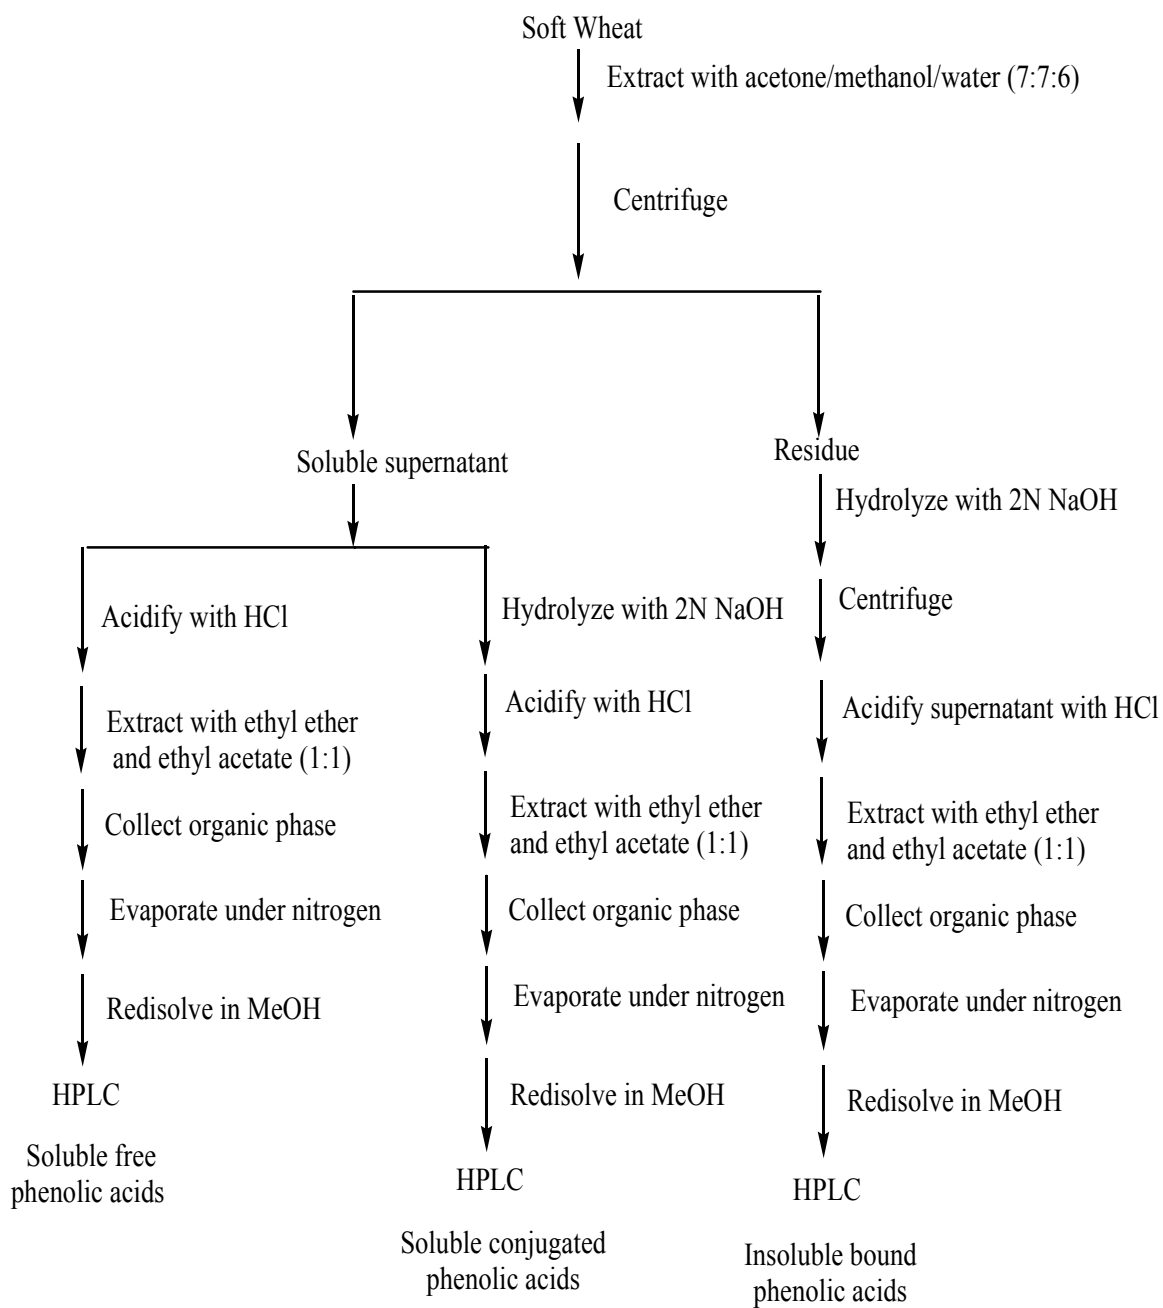 Soft Wheat
Extract with acetone/methanol/water (7:7:6)
Centrifuge
Soluble supernatant
Residue
Hydrolyze with 2N NaOH
Centrifuge
Acidify supernatant with HCl
Extract with ethyl ether
and ethyl acetate (1:1)
Collect organic phase
Evaporate under nitrogen
Redisolve in MeOH
HPLC
Insoluble bound
phenolic acids
Acidify with HCl
Extract with ethyl ether
and ethyl acetate (1:1)
Collect organic phase
Evaporate under nitrogen
Redisolve in MeOH
HPLC
Soluble free
phenolic acids
Hydrolyze with 2N NaOH
Acidify with HCl
Extract with ethyl ether
and ethyl acetate (1:1)
Collect organic phase
Evaporate under nitrogen
Redisolve in MeOH
HPLC
Soluble conjugated
phenolic acids